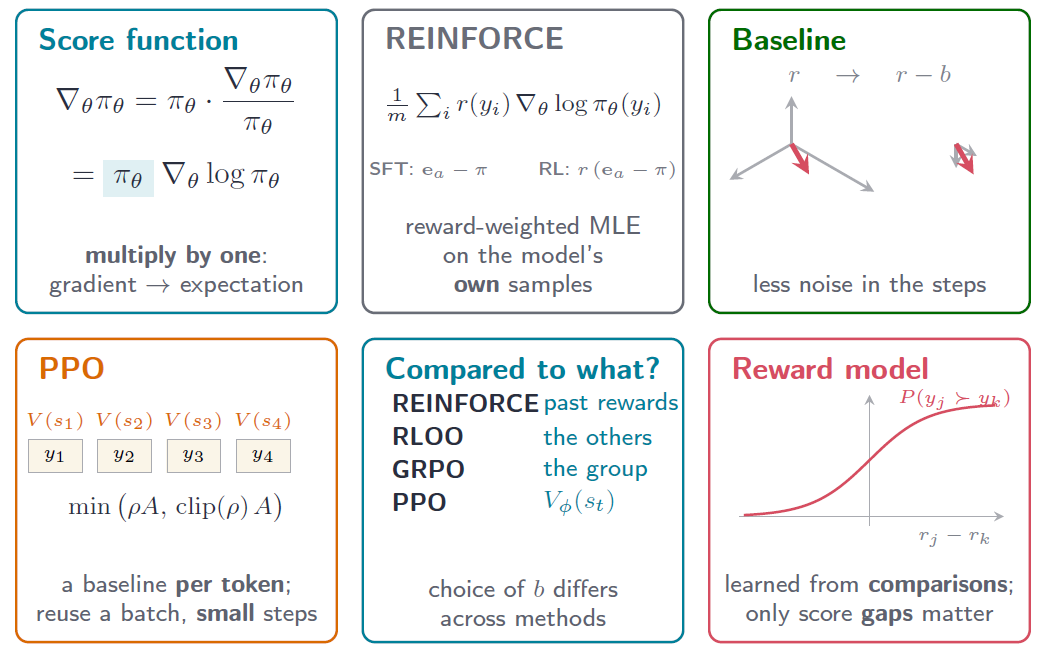 Score function
∇θπθ = πθ · ∇θπθ / πθ
= πθ ∇θ log πθ
multiply by one:
gradient → expectation
REINFORCE
1/m ∑i r(yi) ∇θ log πθ(yi)
SFT: ea − π RL: r (ea − π)
reward-weighted MLE
on the model's
own samples
Baseline
r → r − b
less noise in the steps
PPO
V(s1) V(s2) V(s3) V(s4)
y1 y2 y3 y4
min (ρA, clip(ρ) A)
a baseline per token;
reuse a batch, small steps
Compared to what?
REINFORCE past rewards
RLOO the others
GRPO the group
PPO Vϕ(st)
choice of b differs
across methods
Reward model
P(yj ≻ yk)
rj − rk
learned from comparisons;
only score gaps matter